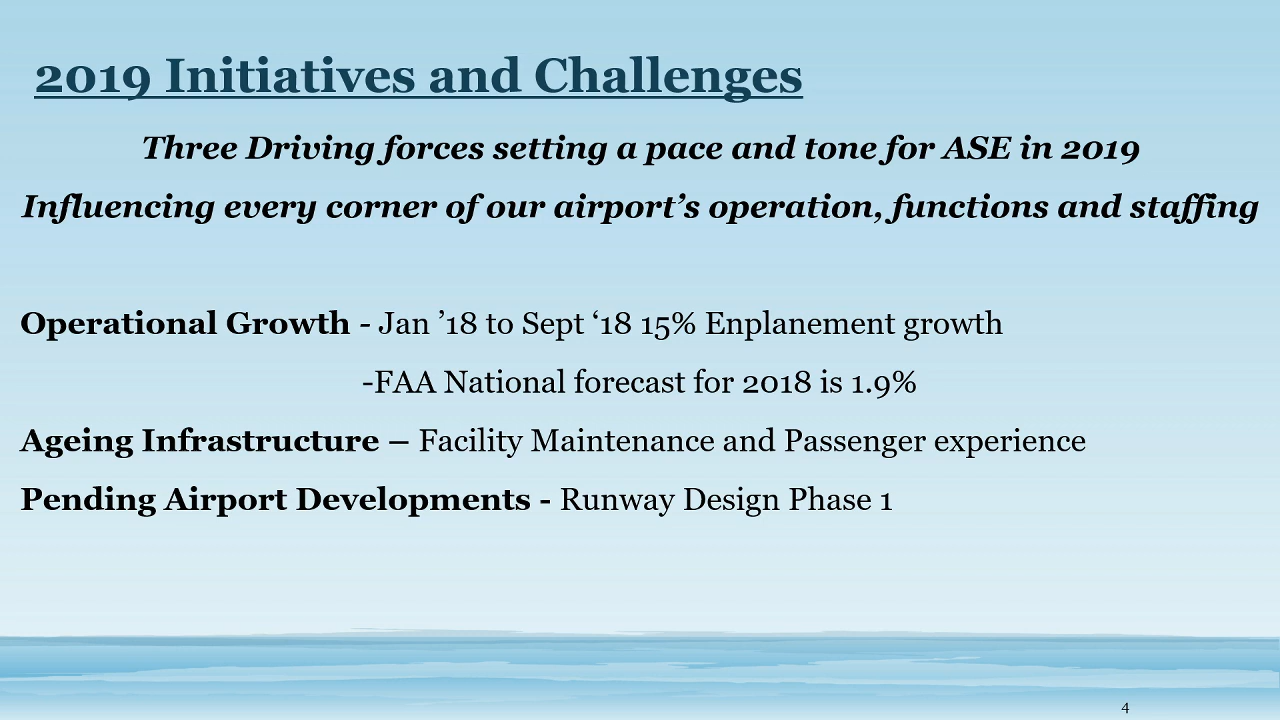 2019 Initiatives and Challenges
Three Driving forces setting a pace and tone for ASE in 2019
Influencing every corner of our airport’s operation, functions and staffing
Operational Growth - Jan ’18 to Sept ‘18 15% Enplanement growth
-FAA National forecast for 2018 is 1.9%
Ageing Infrastructure – Facility Maintenance and Passenger experience
Pending Airport Developments - Runway Design Phase 1
4